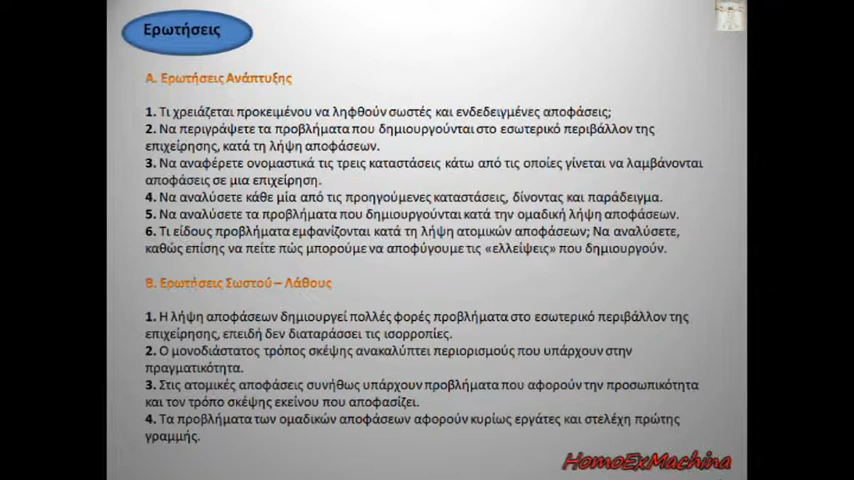 Ερωτήσεις
Α. Ερωτήσεις Ανάπτυξης
1. Τι χρειάζεται προκειμένου να ληφθούν σωστές και ενδεδειγμένες αποφάσεις;
2. Να περιγράψετε τα προβλήματα που δημιουργούνται στο εσωτερικό περιβάλλον της
επιχείρησης, κατά τη λήψη αποφάσεων.
3. Να αναφέρετε ονομαστικά τις τρεις καταστάσεις κάτω από τις οποίες γίνεται να λαμβάνονται
αποφάσεις σε μια επιχείρηση.
4. Να αναλύσετε κάθε μία από τις προηγούμενες καταστάσεις, δίνοντας και παράδειγμα.
5. Να αναλύσετε τα προβλήματα που δημιουργούνται κατά την ομαδική λήψη αποφάσεων.
6. Τι είδους προβλήματα εμφανίζονται κατά τη λήψη ατομικών αποφάσεων; Να αναλύσετε,
καθώς επίσης να πείτε πώς μπορούμε να αποφύγουμε τις «ελλείψεις» που δημιουργούν.
Β. Ερωτήσεις Σωστού – Λάθους
1. Η λήψη αποφάσεων δημιουργεί πολλές φορές προβλήματα στο εσωτερικό περιβάλλον της
επιχείρησης, επειδή δεν διαταράσσει τις ισορροπίες.
2. Ο μονοδιάστατος τρόπος σκέψης ανακαλύπτει περιορισμούς που υπάρχουν στην
πραγματικότητα.
3. Στις ατομικές αποφάσεις συνήθως υπάρχουν προβλήματα που αφορούν την προσωπικότητα
και τον τρόπο σκέψης εκείνου που αποφασίζει.
4. Τα προβλήματα των ομαδικών αποφάσεων αφορούν κυρίως εργάτες και στελέχη πρώτης
γραμμής.
HomoExMachina